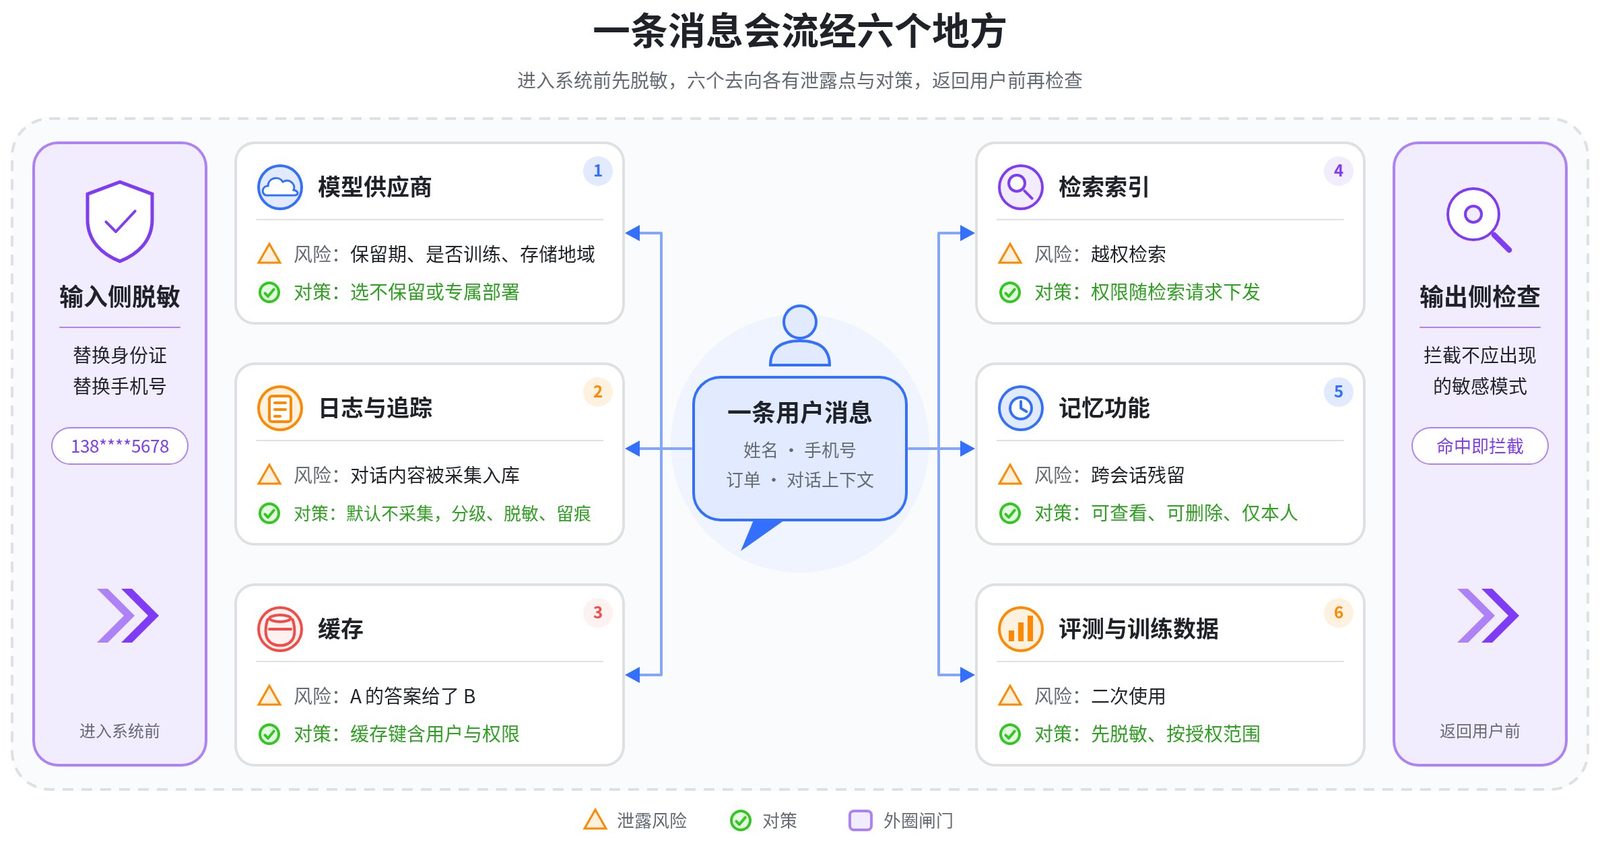 一条消息会流经六个地方
进入系统前先脱敏，六个去向各有泄露点与对策，返回用户前再检查
输入侧脱敏
替换身份证
替换手机号
138****5678
进入系统前
模型供应商
1
风险：保留期、是否训练、存储地域
对策：选不保留或专属部署
日志与追踪
2
风险：对话内容被采集入库
对策：默认不采集，分级、脱敏、留痕
缓存
3
风险：A 的答案给了 B
对策：缓存键含用户与权限
一条用户消息
姓名 · 手机号
订单 · 对话上下文
检索索引
4
风险：越权检索
对策：权限随检索请求下发
记忆功能
5
风险：跨会话残留
对策：可查看、可删除、仅本人
评测与训练数据
6
风险：二次使用
对策：先脱敏、按授权范围
输出侧检查
拦截不应出现
的敏感模式
命中即拦截
返回用户前
泄露风险
对策
外圈闸门